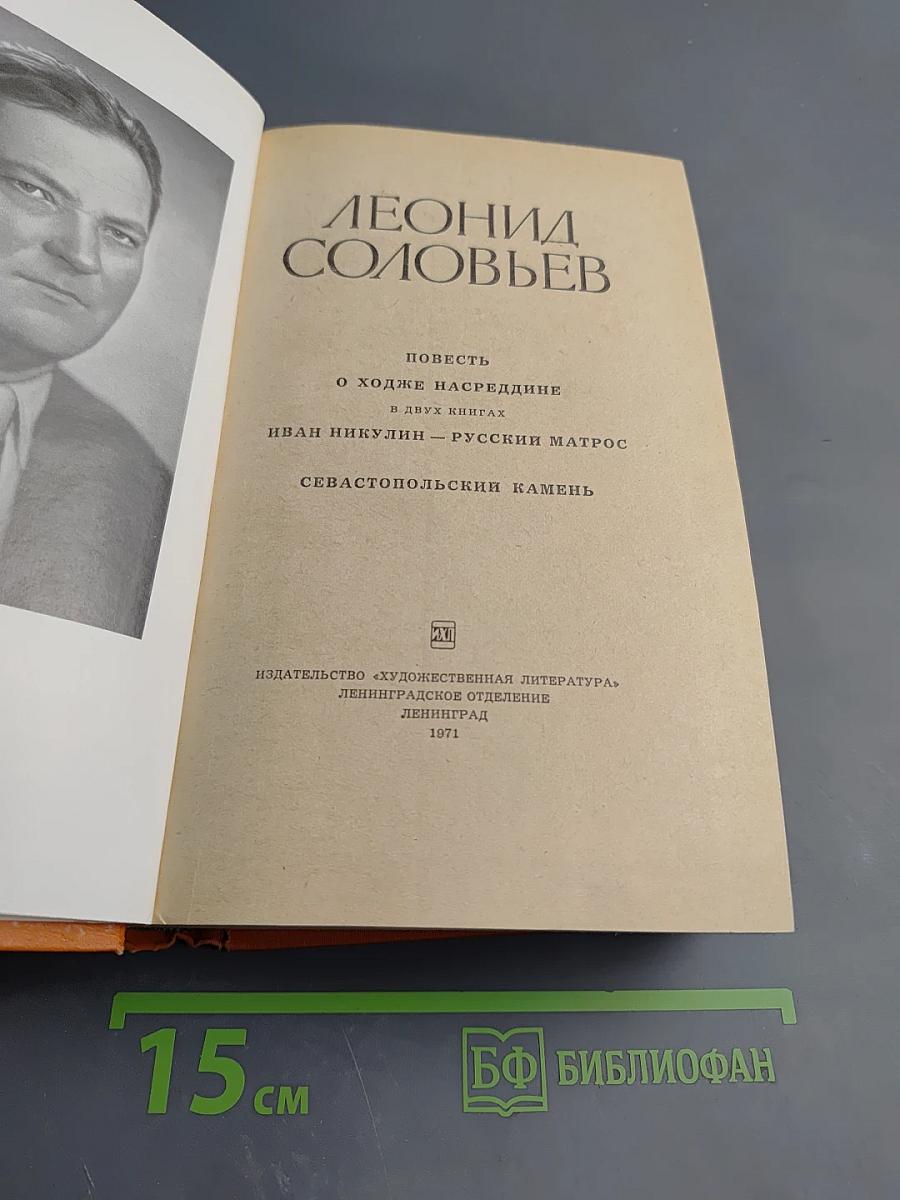 ЛЕОНИД
СОЛОВЬЕВ
ПОВЕСТЬ
О ХОДЖЕ НАСРЕДДИНЕ
В ДВУХ КНИГАХ
ИВАН НИКУЛИН — РУССКИЙ МАТРОС
СЕВАСТОПОЛЬСКИЙ КАМЕНЬ
ИХЛ
ИЗДАТЕЛЬСТВО «ХУДОЖЕСТВЕННАЯ ЛИТЕРАТУРА»
ЛЕНИНГРАДСКОЕ ОТДЕЛЕНИЕ
ЛЕНИНГРАД
1971
15 СМ
БФ БИБЛИОФАН